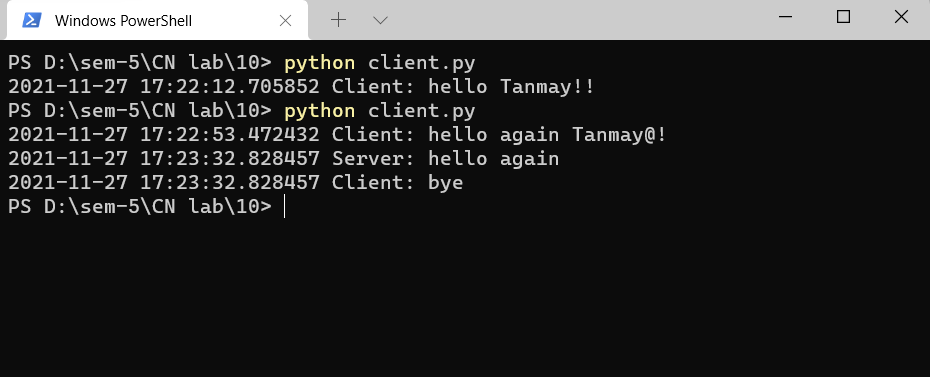 Windows PowerShell
PS D:\sem-5\CN lab\10> python client.py
2021-11-27 17:22:12.705852 Client: hello Tanmay!!
PS D:\sem-5\CN lab\10> python client.py
2021-11-27 17:22:53.472432 Client: hello again Tanmay@!
2021-11-27 17:23:32.828457 Server: hello again
2021-11-27 17:23:32.828457 Client: bye
PS D:\sem-5\CN lab\10>